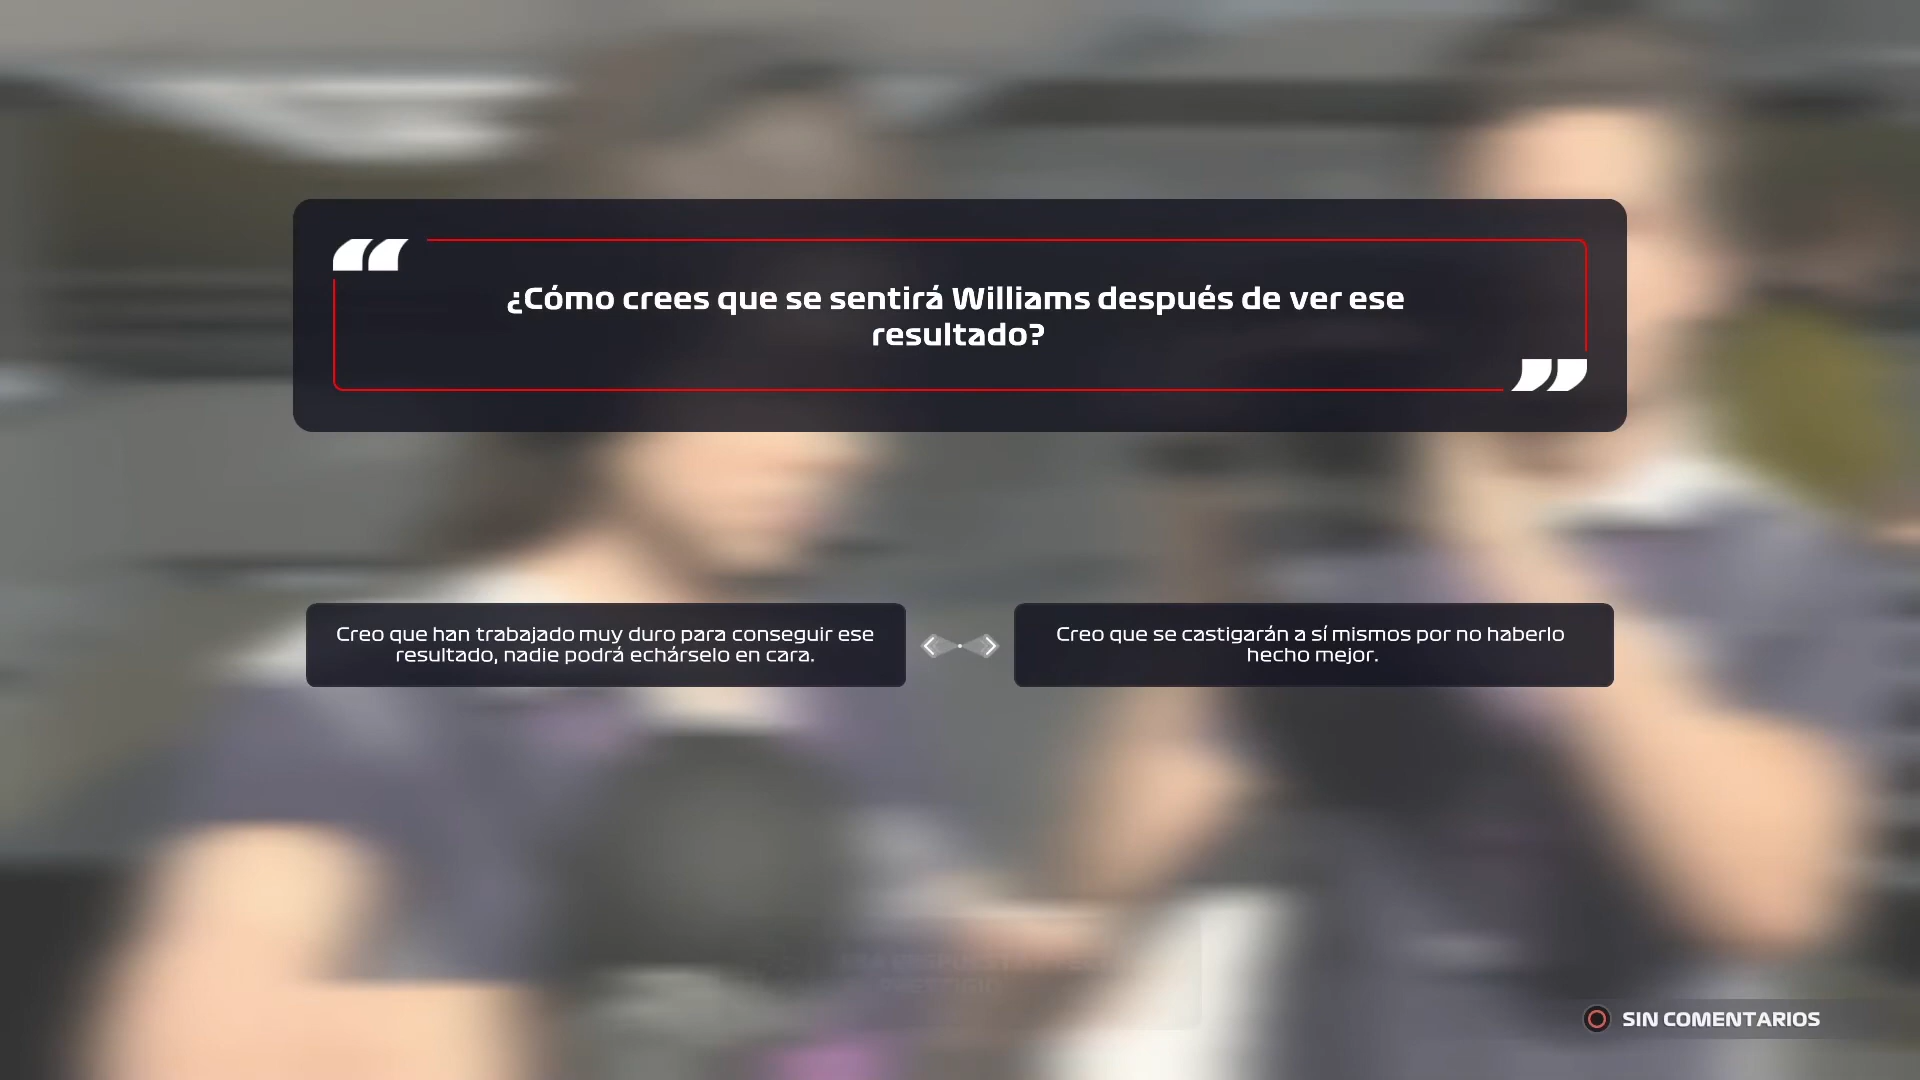 ¿Cómo crees que se sentirá Williams después de ver ese
resultado?
Creo que han trabajado muy duro para conseguir ese
resultado, nadie podrá echárselo en cara.
Creo que se castigarán a sí mismos por no haberlo
hecho mejor.
SIN COMENTARIOS